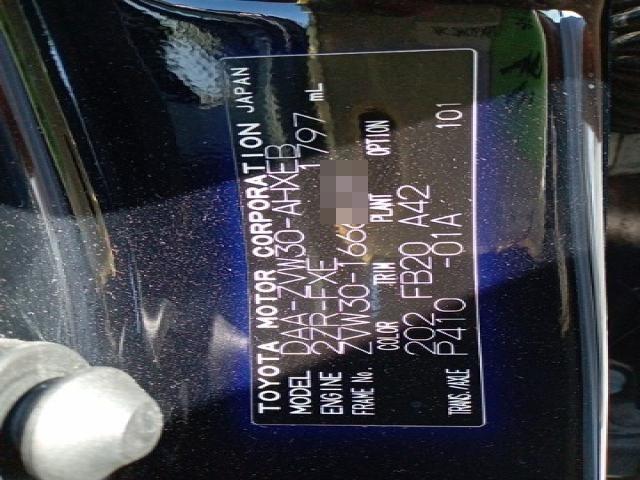 TOYOTA MOTOR CORPORATION JAPAN
MODEL DAA-ZVW30-AHXEB
ENGINE 2ZR-FXE 1797 mL
FRAME No. ZVW30-166
COLOR TRIM PLANT OPTION
202 FB20 A42 101
TRANS./AXLE P410 -01A